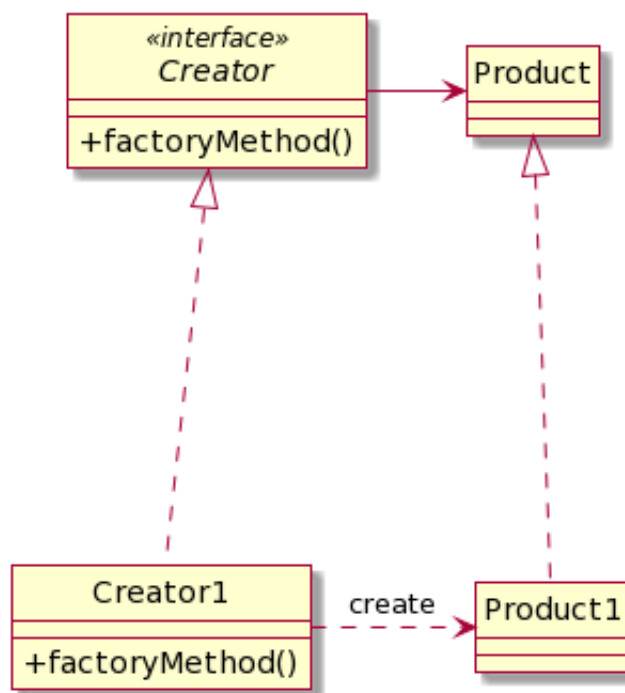 «interface»
Creator
+factoryMethod()
Product
Creator1
+factoryMethod()
create
Product1